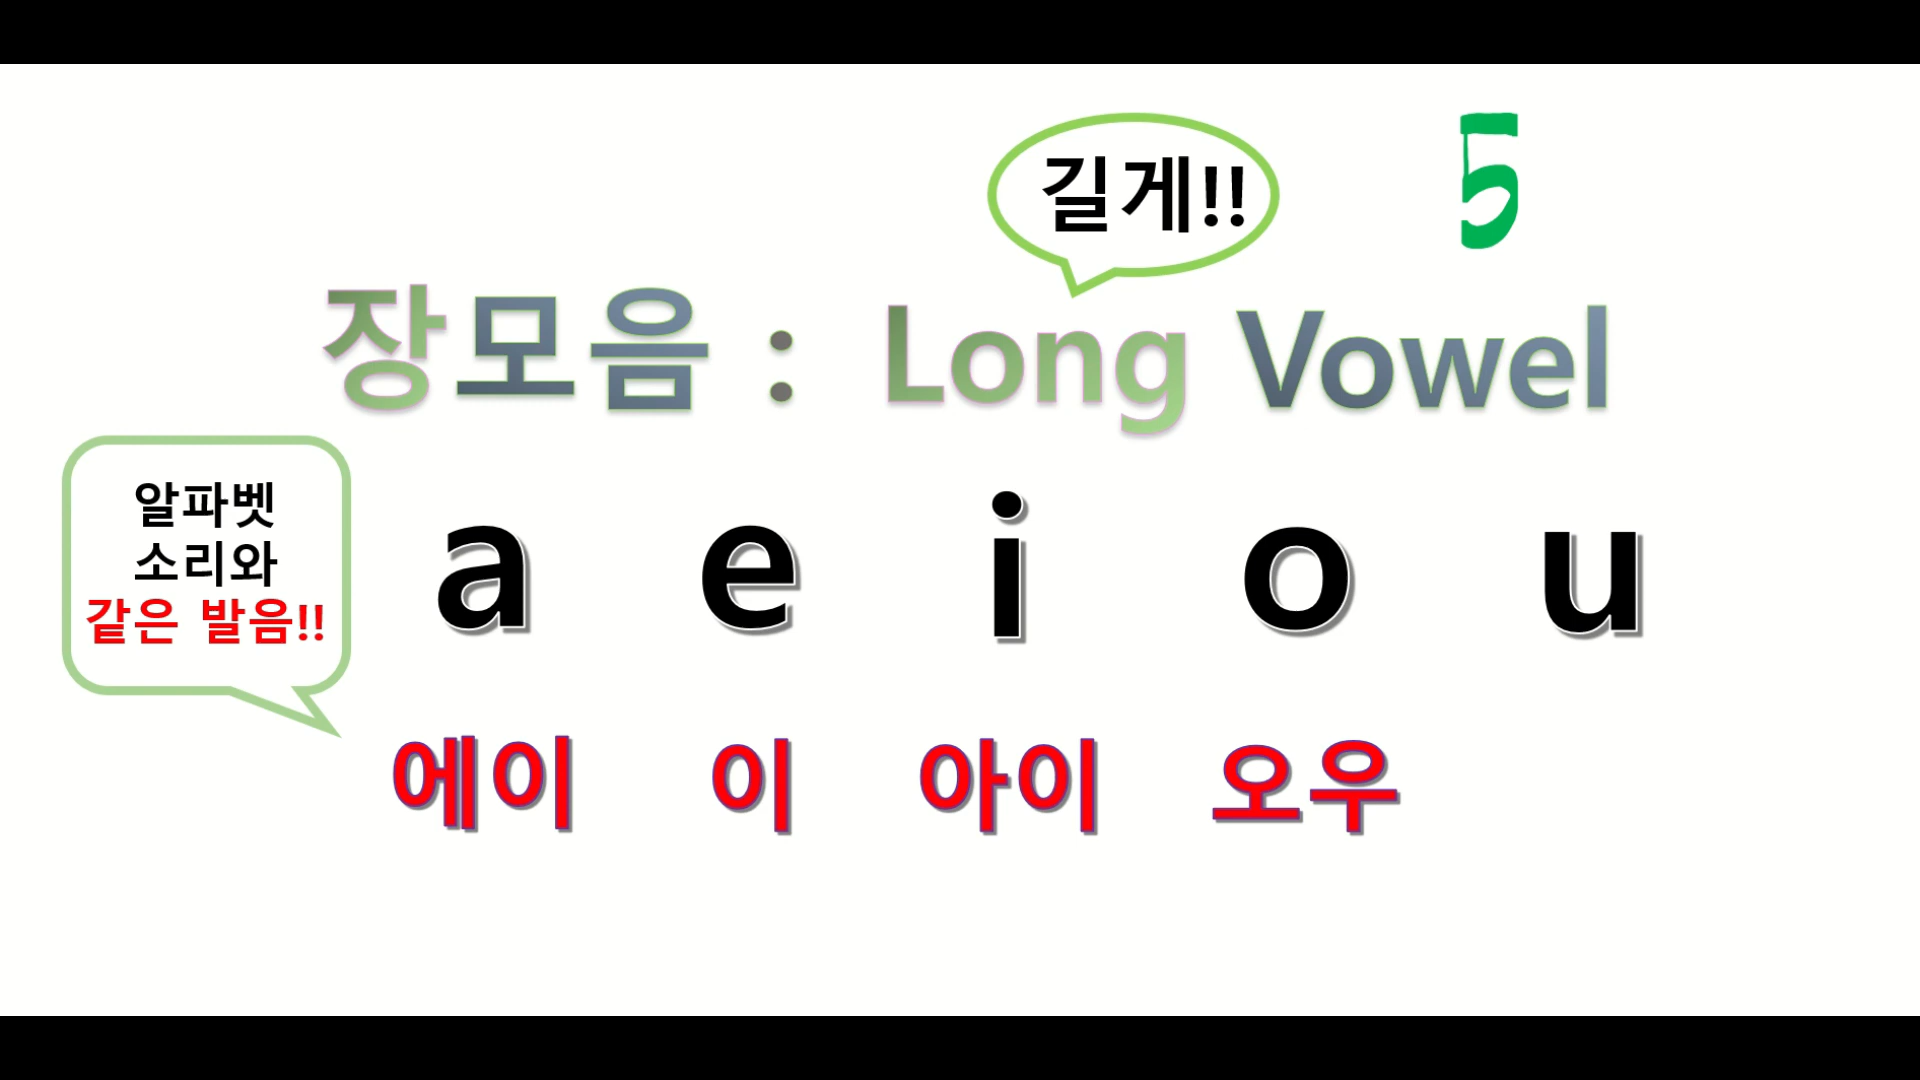 길게!!
5
장모음 : Long Vowel
알파벳
소리와
같은 발음!!
a e i o u
에이 이 아이 오우